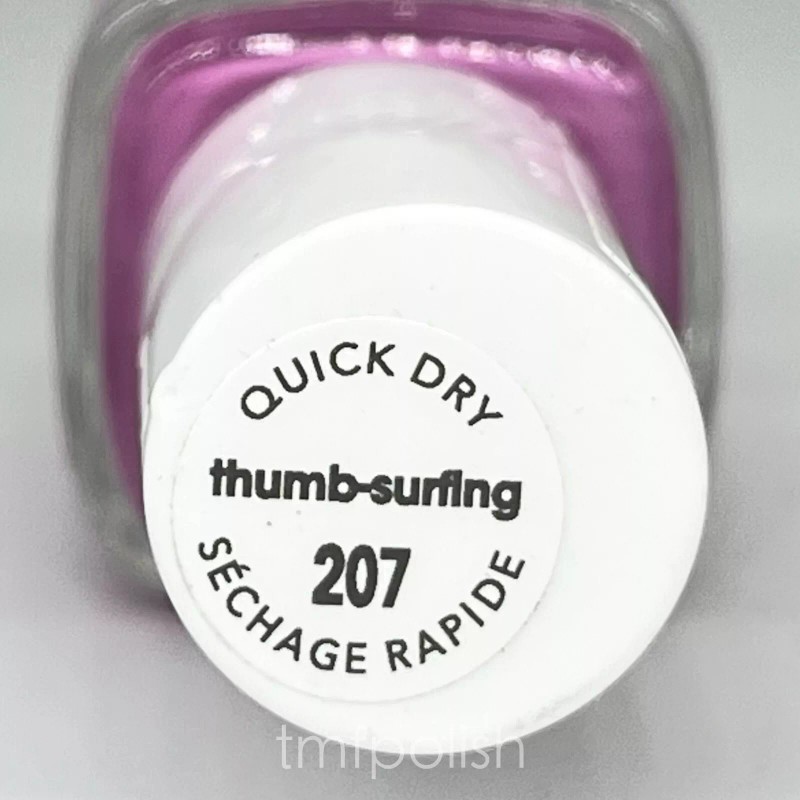 QUICK DRY
thumb-surfing
207
SÉCHAGE RAPIDE
tmfpolish